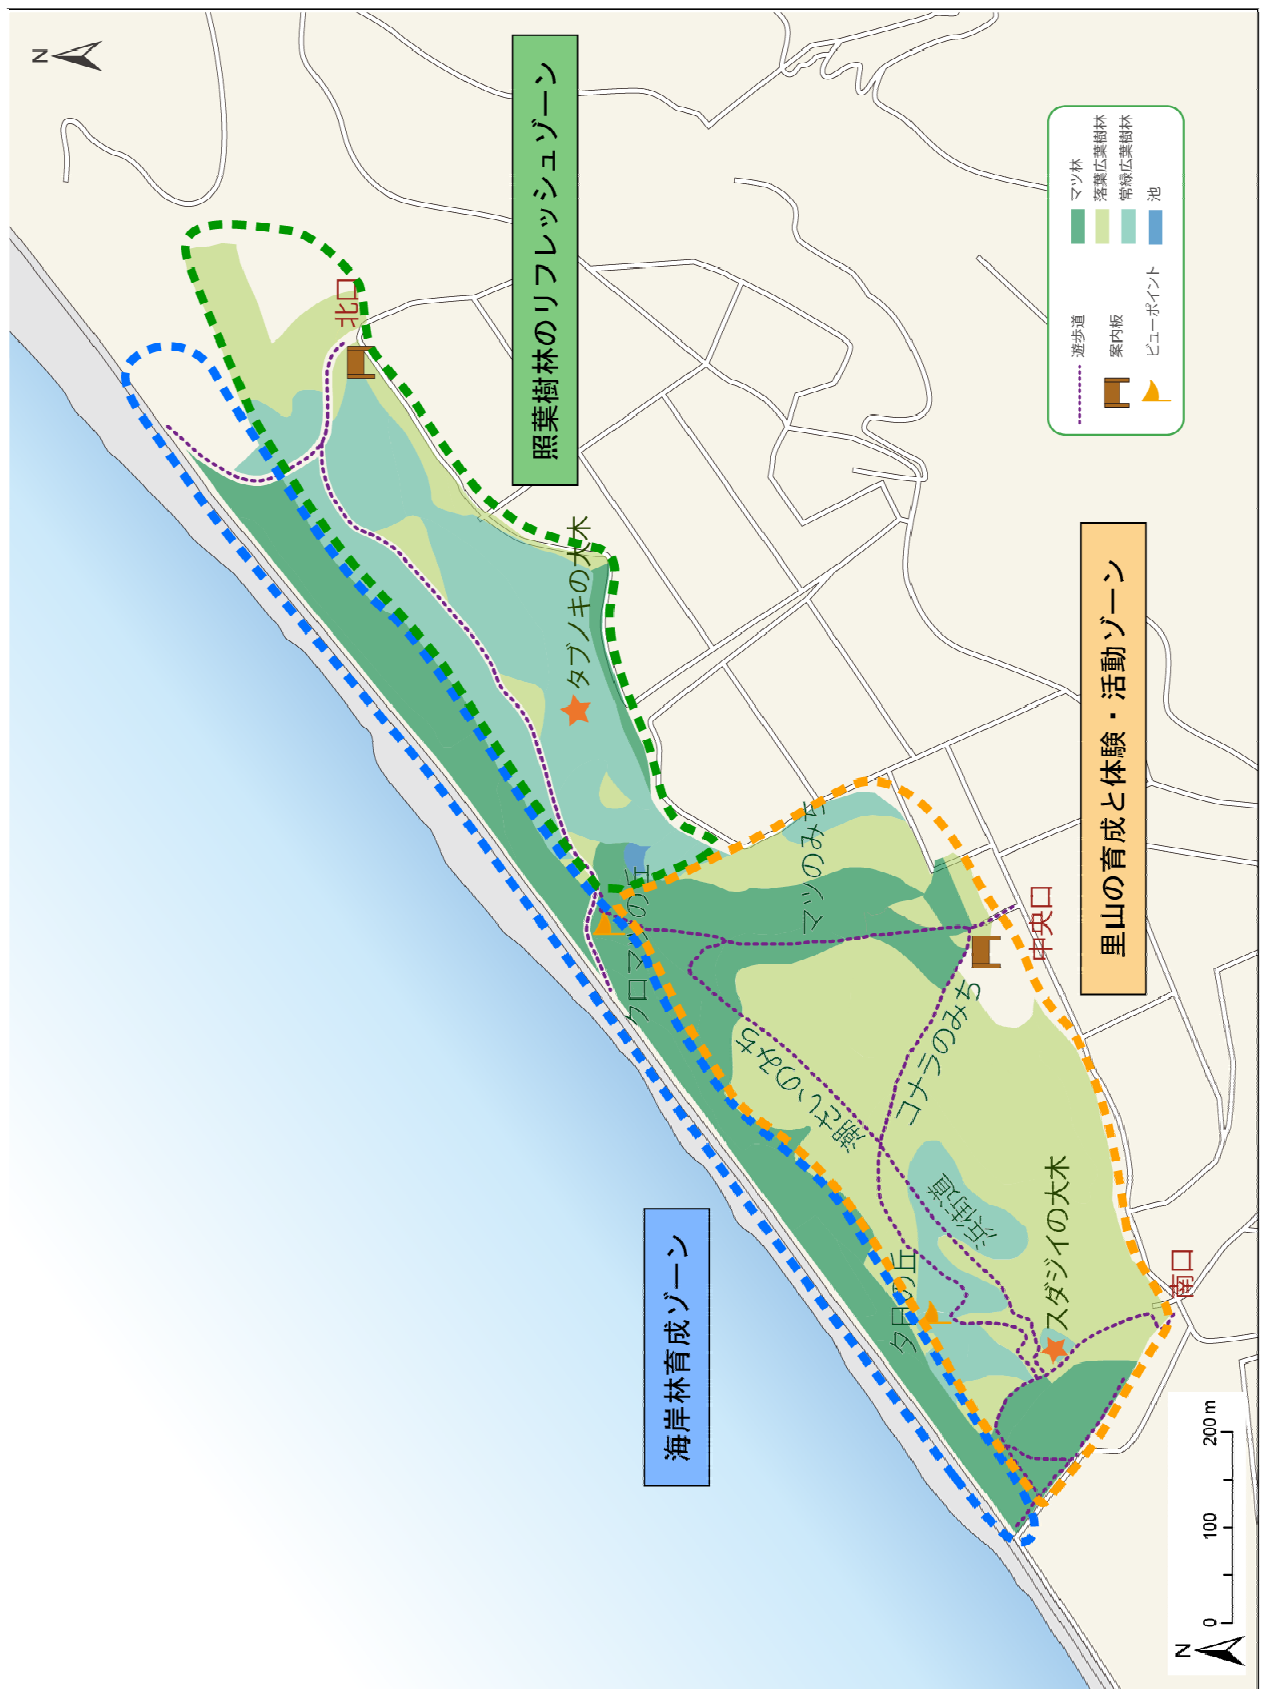 N
照葉樹林のリフレッシュゾーン
北口
タブノキの大木
クロマツの丘
マツのみち
中央口
里山の育成と体験・活動ゾーン
潮さいのみち
コナラのみち
浜街道
スダジイの大木
夕日の丘
南口
海岸林育成ゾーン
遊歩道
案内板
ビューポイント
マツ林
落葉広葉樹林
常緑広葉樹林
池
N
0 100 200 m